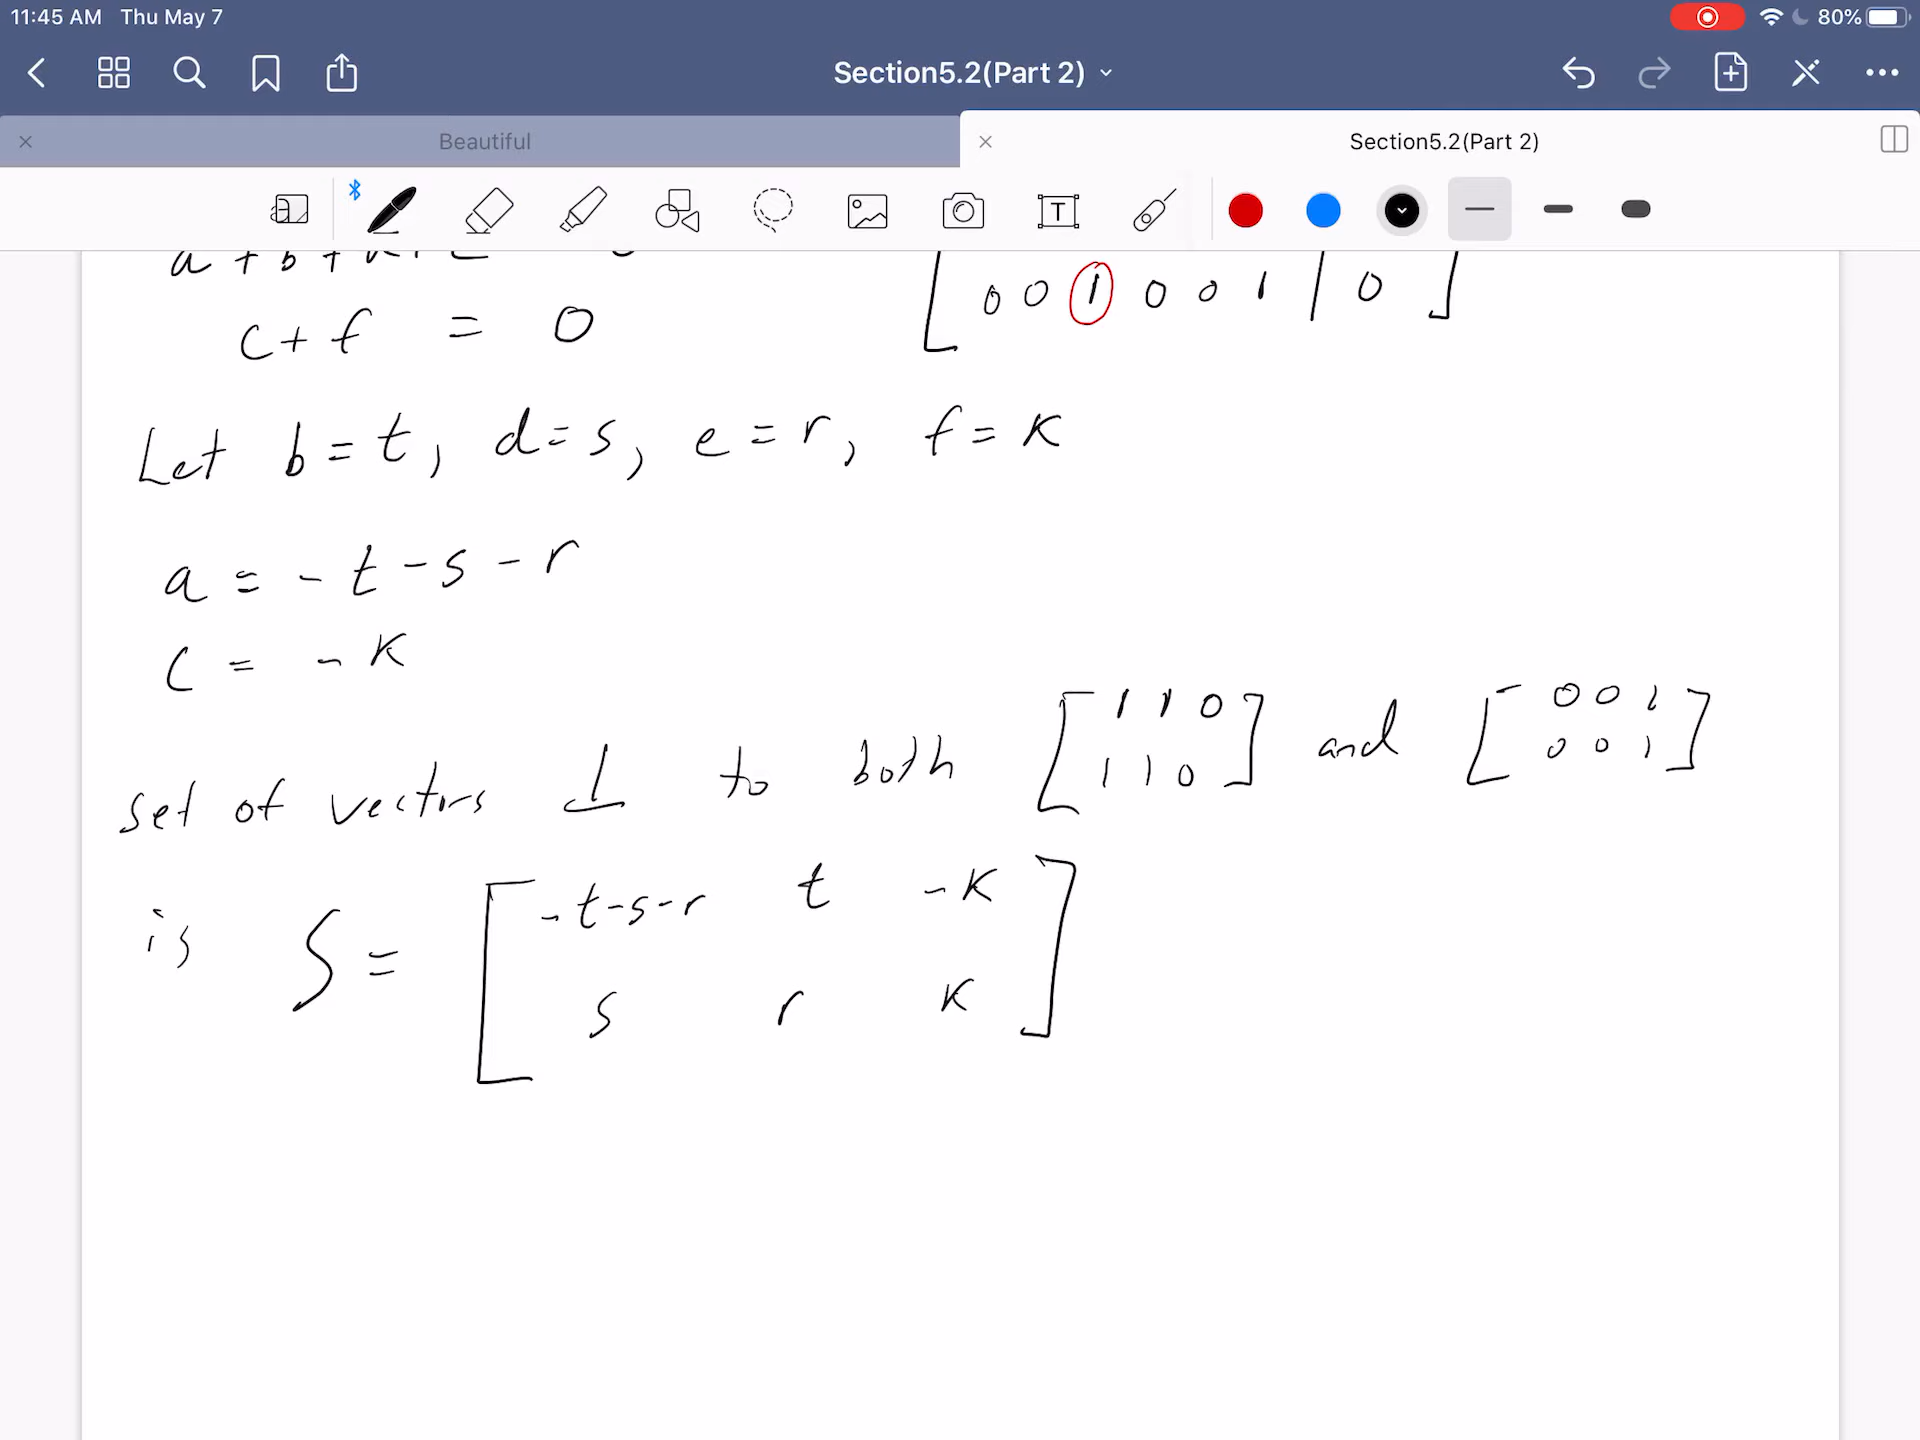 11:45 AM Thu May 7 80%
Section5.2(Part 2)
Beautiful Section5.2(Part 2)
a + b +
c + f = 0
[ 0 0 1 0 0 1 | 0 ]
Let b = t, d = s, e = r, f = K
a = - t - s - r
c = - K
set of vectors ⊥ to both [ 1 1 0 ; 1 1 0 ] and [ 0 0 1 ; 0 0 1 ]
is S = [ -t-s-r t -K
s r K ]